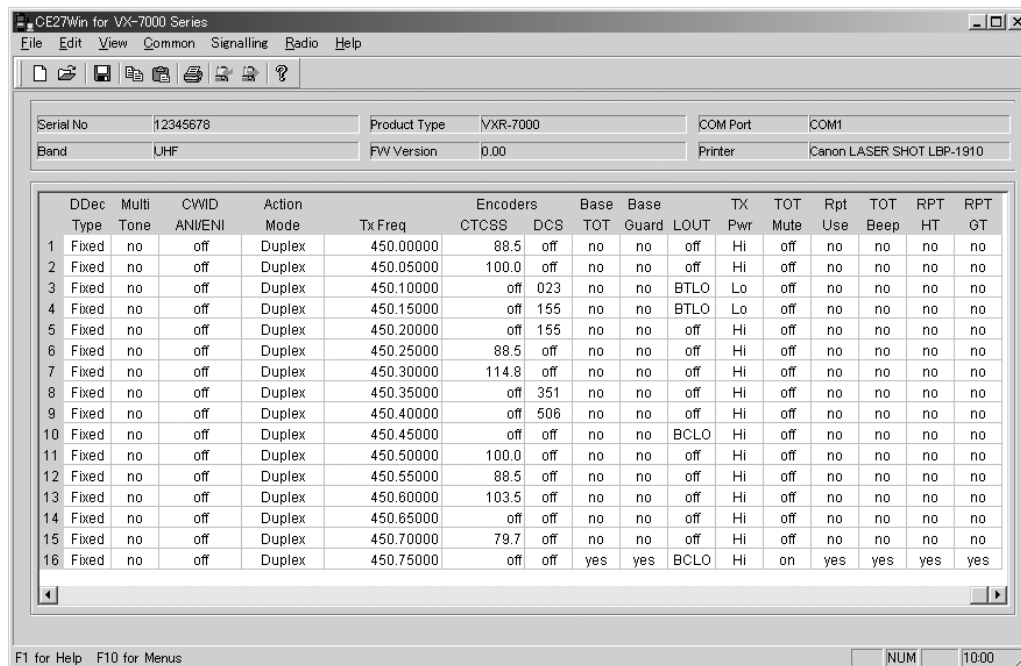 CE27Win for VX-7000 Series
File Edit View Common Signalling Radio Help
Serial No 12345678 Product Type VXR-7000 COM Port COM1
Band UHF FW Version 0.00 Printer Canon LASER SHOT LBP-1910
DDec Multi CWID Action Encoders Base Base TX TOT Rpt TOT RPT RPT
Type Tone ANI/ENI Mode Tx Freq CTCSS DCS TOT Guard LOUT Pwr Mute Use Beep HT GT
1 Fixed no off Duplex 450.00000 88.5 off no no off Hi off no no no no
2 Fixed no off Duplex 450.05000 100.0 off no no off Hi off no no no no
3 Fixed no off Duplex 450.10000 off 023 no no BTLO Lo off no no no no
4 Fixed no off Duplex 450.15000 off 155 no no BTLO Lo off no no no no
5 Fixed no off Duplex 450.20000 off 155 no no off Hi off no no no no
6 Fixed no off Duplex 450.25000 88.5 off no no off Hi off no no no no
7 Fixed no off Duplex 450.30000 114.8 off no no off Hi off no no no no
8 Fixed no off Duplex 450.35000 off 351 no no off Hi off no no no no
9 Fixed no off Duplex 450.40000 off 506 no no off Hi off no no no no
10 Fixed no off Duplex 450.45000 off off no no BCLO Hi off no no no no
11 Fixed no off Duplex 450.50000 100.0 off no no off Hi off no no no no
12 Fixed no off Duplex 450.55000 88.5 off no no off Hi off no no no no
13 Fixed no off Duplex 450.60000 103.5 off no no off Hi off no no no no
14 Fixed no off Duplex 450.65000 off off no no off Hi off no no no no
15 Fixed no off Duplex 450.70000 79.7 off no no off Hi off no no no no
16 Fixed no off Duplex 450.75000 off off yes yes BCLO Hi on yes yes yes yes
F1 for Help F10 for Menus NUM 10:00